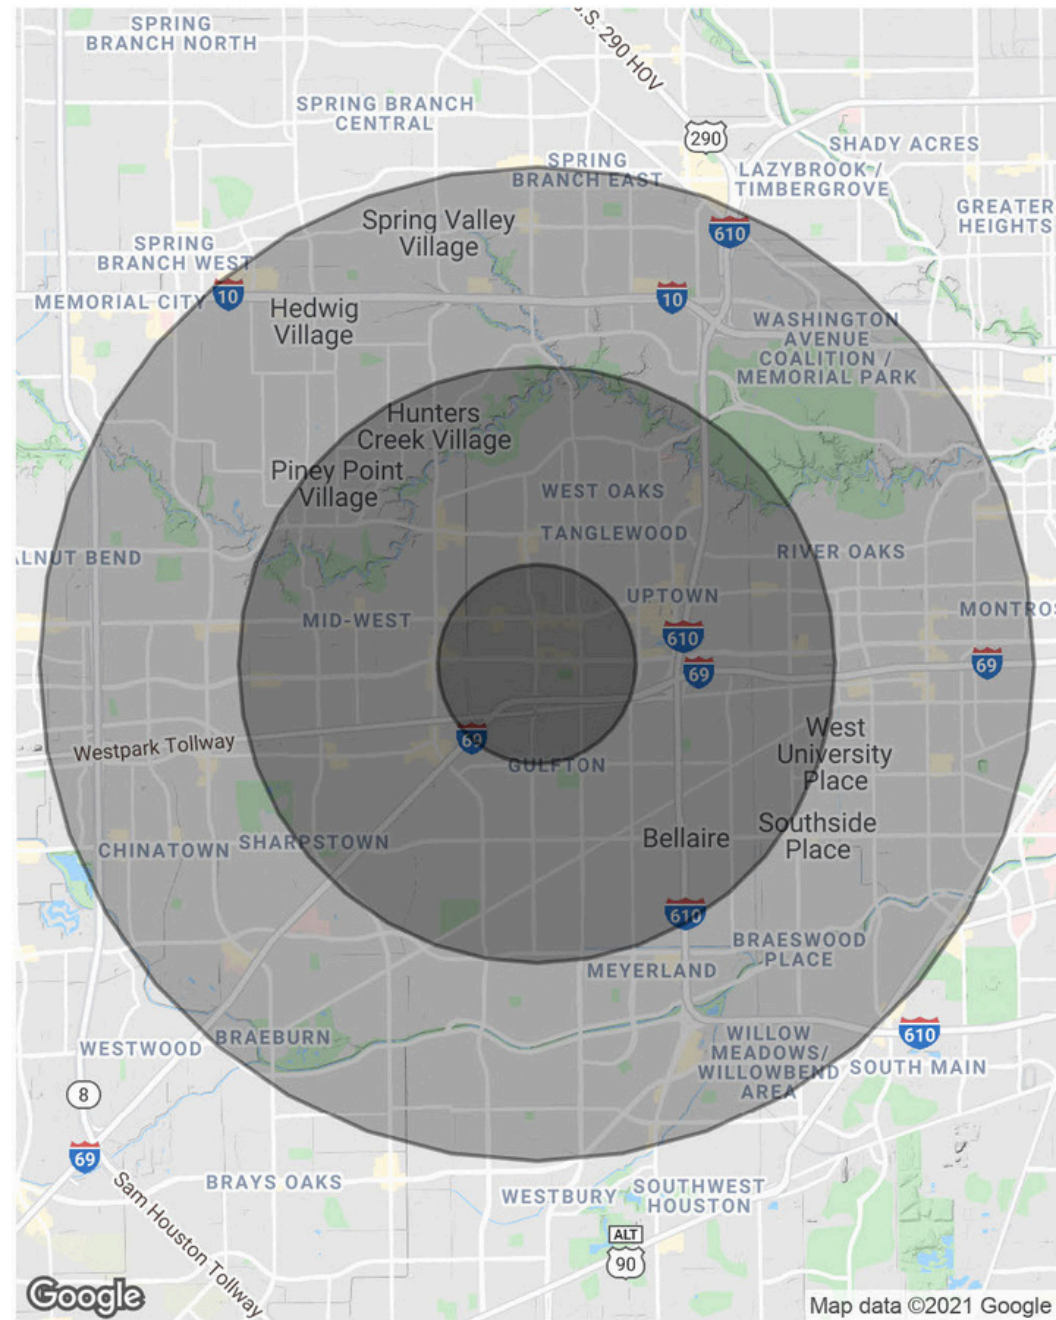 SPRING
BRANCH NORTH
U.S. 290 HOV
SPRING BRANCH
CENTRAL
290
SHADY ACRES
SPRING
BRANCH EAST
LAZYBROOK /
TIMBERGROVE
GREATER
HEIGHTS
Spring Valley
Village
610
SPRING
BRANCH WEST
MEMORIAL CITY
10
10
Hedwig
Village
WASHINGTON
AVENUE
COALITION /
MEMORIAL PARK
Hunters
Creek Village
Piney Point
Village
WEST OAKS
TANGLEWOOD
ALNUT BEND
RIVER OAKS
UPTOWN
MID-WEST
MONTROS
610
69
69
Westpark Tollway
69
GULFTON
West
University
Place
Bellaire
Southside
Place
CHINATOWN
SHARPSTOWN
610
BRAESWOOD
PLACE
MEYERLAND
WESTWOOD
BRAEBURN
WILLOW
MEADOWS/
WILLOWBEND
AREA
610
SOUTH MAIN
8
69
Sam Houston Tollway
BRAYS OAKS
WESTBURY
SOUTHWEST
HOUSTON
ALT
90
Google
Map data ©2021 Google